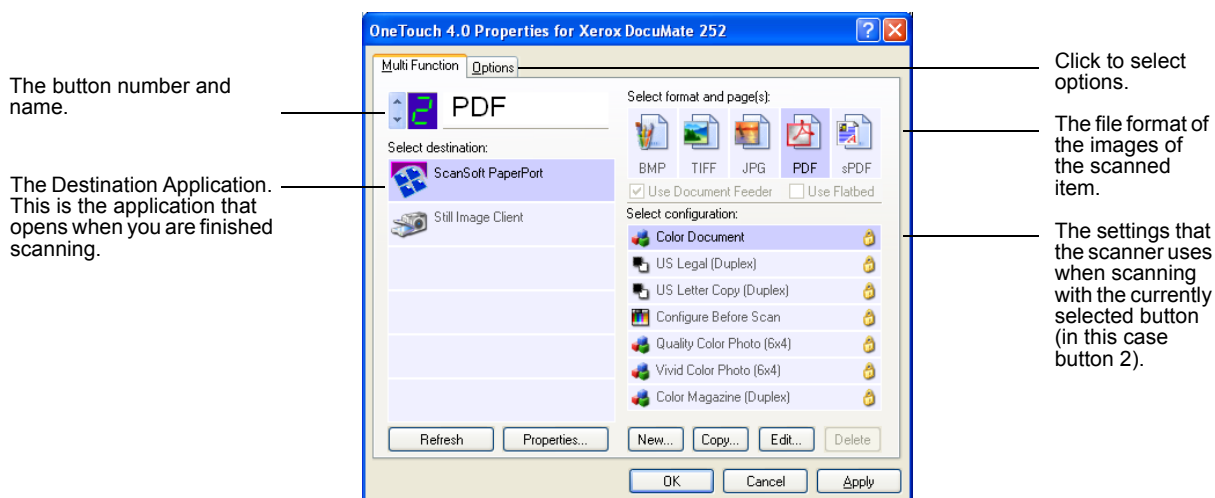 OneTouch 4.0 Properties for Xerox DocuMate 252
Multi Function
Options
The button number and
name.
2
PDF
Select destination:
ScanSoft PaperPort
Still Image Client
The Destination Application.
This is the application that
opens when you are finished
scanning.
Refresh
Properties...
Select format and page(s):
BMP
TIFF
JPG
PDF
sPDF
Use Document Feeder
Use Flatbed
Select configuration:
Color Document
US Legal (Duplex)
US Letter Copy (Duplex)
Configure Before Scan
Quality Color Photo (6x4)
Vivid Color Photo (6x4)
Color Magazine (Duplex)
New...
Copy...
Edit...
Delete
OK
Cancel
Apply
Click to select
options.
The file format of
the images of
the scanned
item.
The settings that
the scanner uses
when scanning
with the currently
selected button
(in this case
button 2).